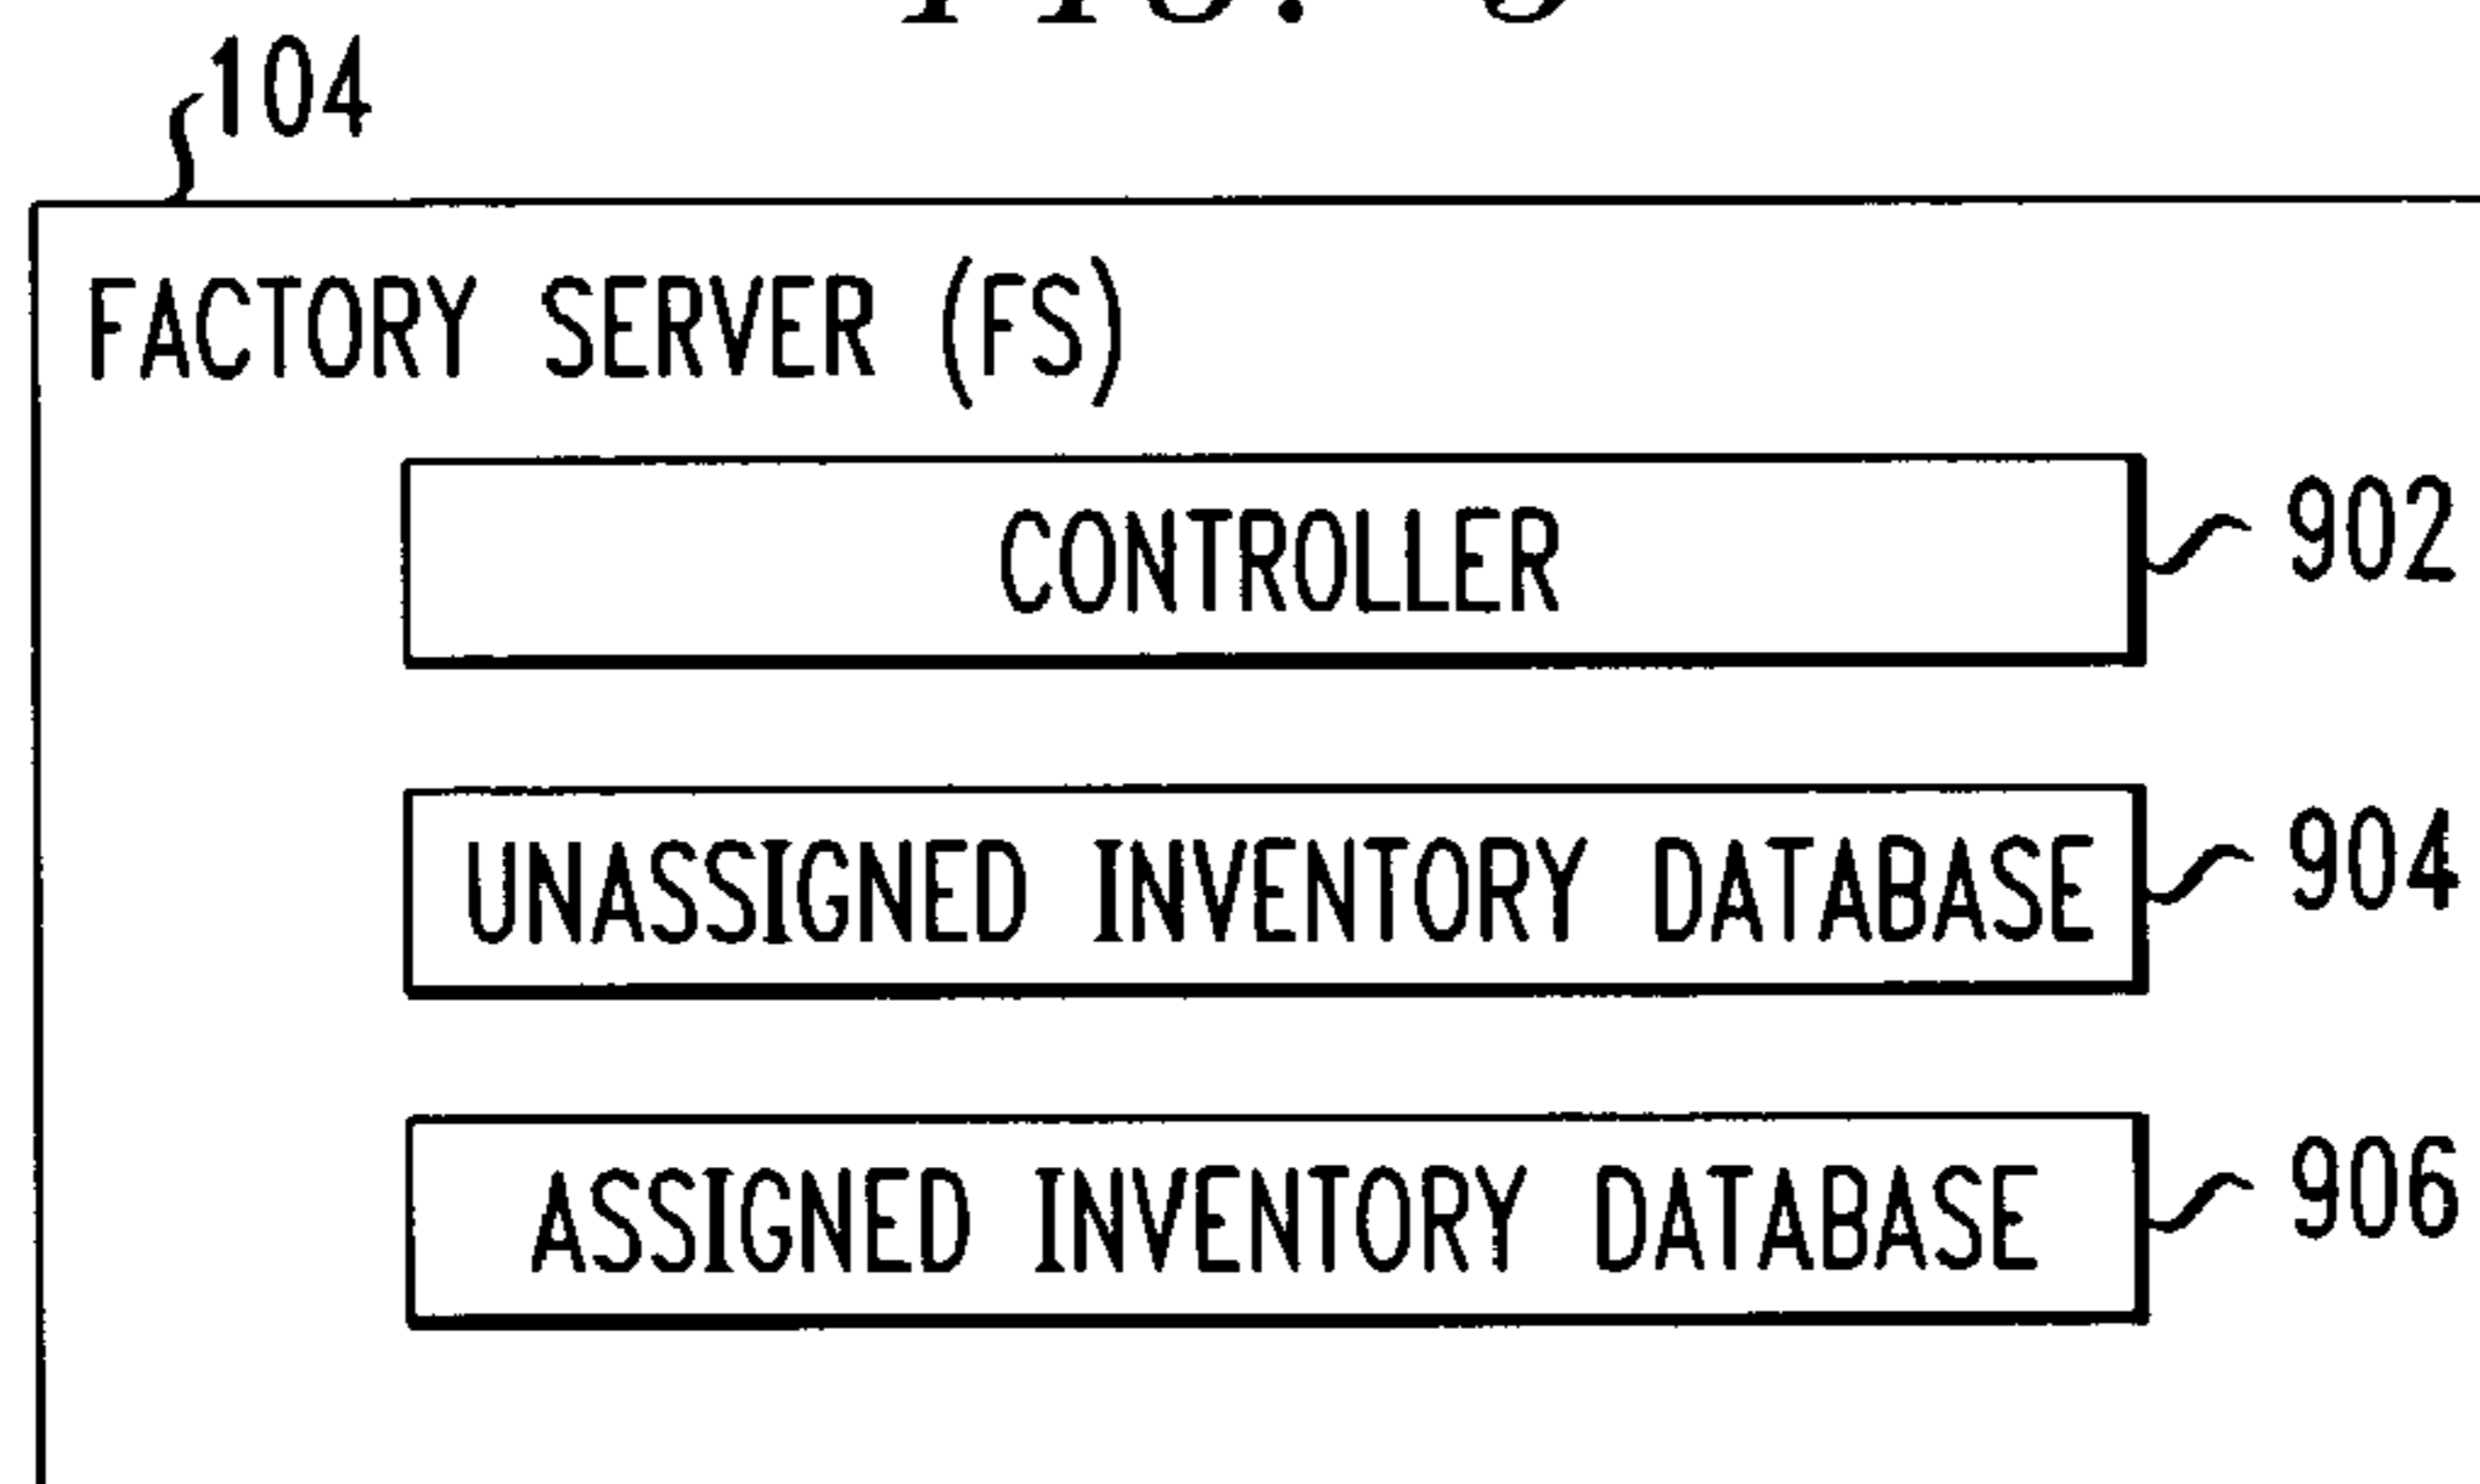 104
FACTORY SERVER (FS)
CONTROLLER
902
UNASSIGNED INVENTORY DATABASE
904
ASSIGNED INVENTORY DATABASE
906